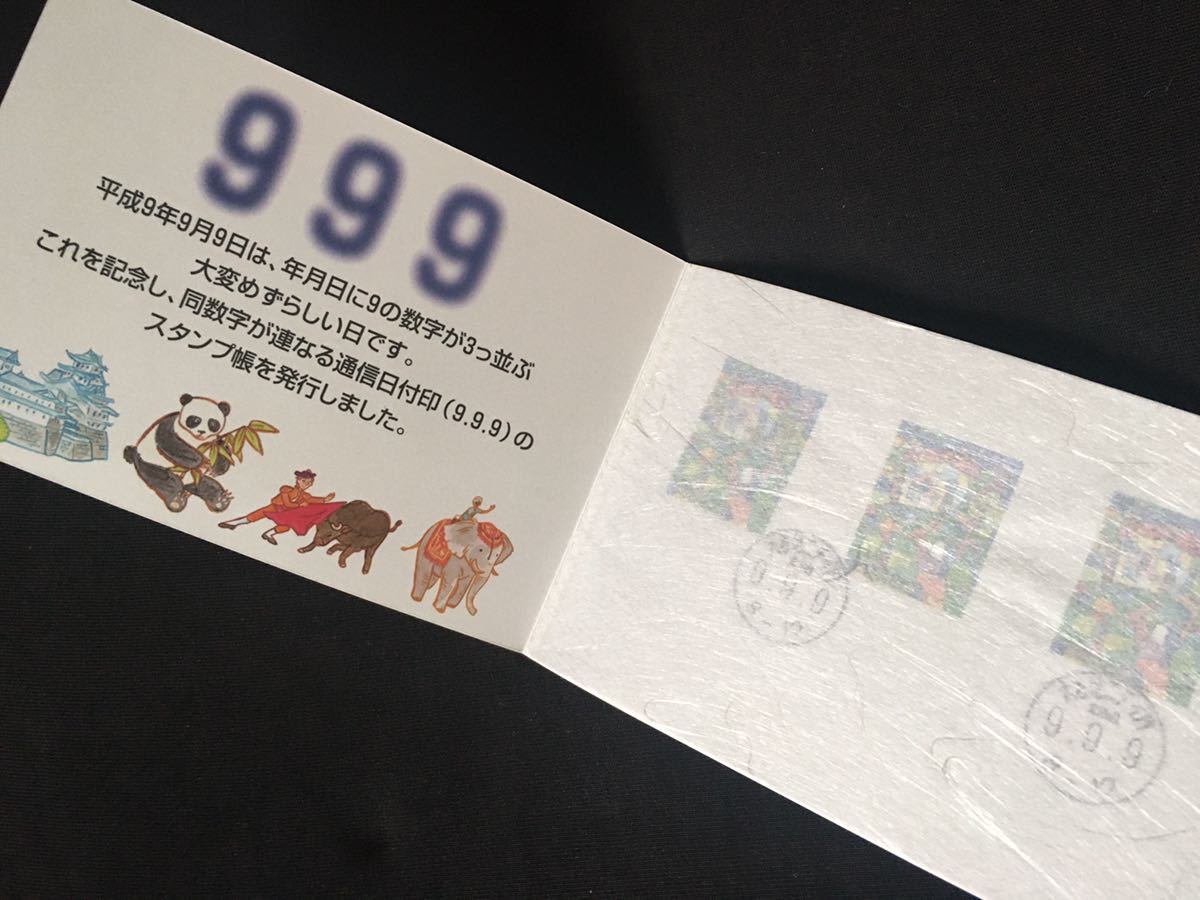 999
平成9年9月9日は、年月日に9の数字が3っ並ぶ
大変めずらしい日です。
これを記念し、同数字が連なる通信日付印(9.9.9)の
スタンプ帳を発行しました。
9.9.9
9.9.9